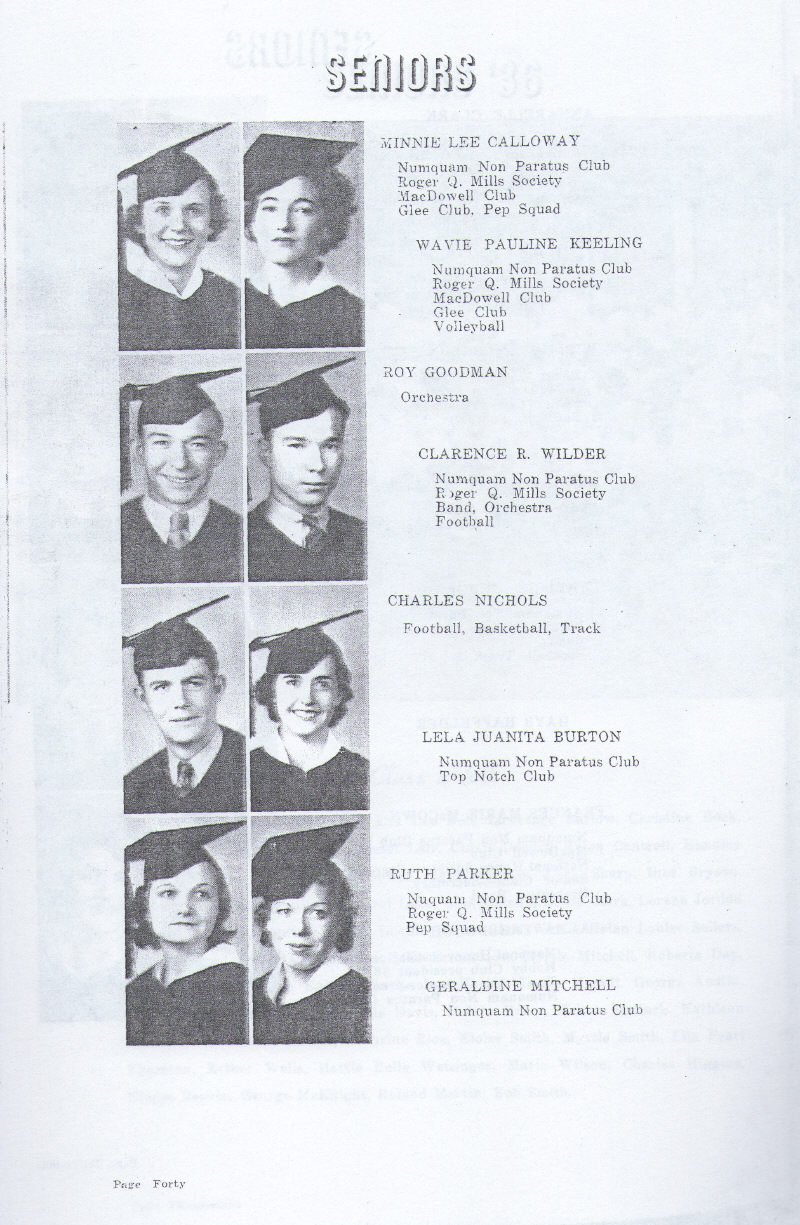 SENIORS
MINNIE LEE CALLOWAY
Numquam Non Paratus Club
Roger Q. Mills Society
MacDowell Club
Glee Club, Pep Squad
WAVIE PAULINE KEELING
Numquam Non Paratus Club
Roger Q. Mills Society
MacDowell Club
Glee Club
Volleyball
ROY GOODMAN
Orchestra
CLARENCE R. WILDER
Numquam Non Paratus Club
Roger Q. Mills Society
Band, Orchestra
Football
CHARLES NICHOLS
Football, Basketball, Track
LELA JUANITA BURTON
Numquam Non Paratus Club
Top Notch Club
RUTH PARKER
Nuquam Non Paratus Club
Roger Q. Mills Society
Pep Squad
GERALDINE MITCHELL
Numquam Non Paratus Club
Page Forty